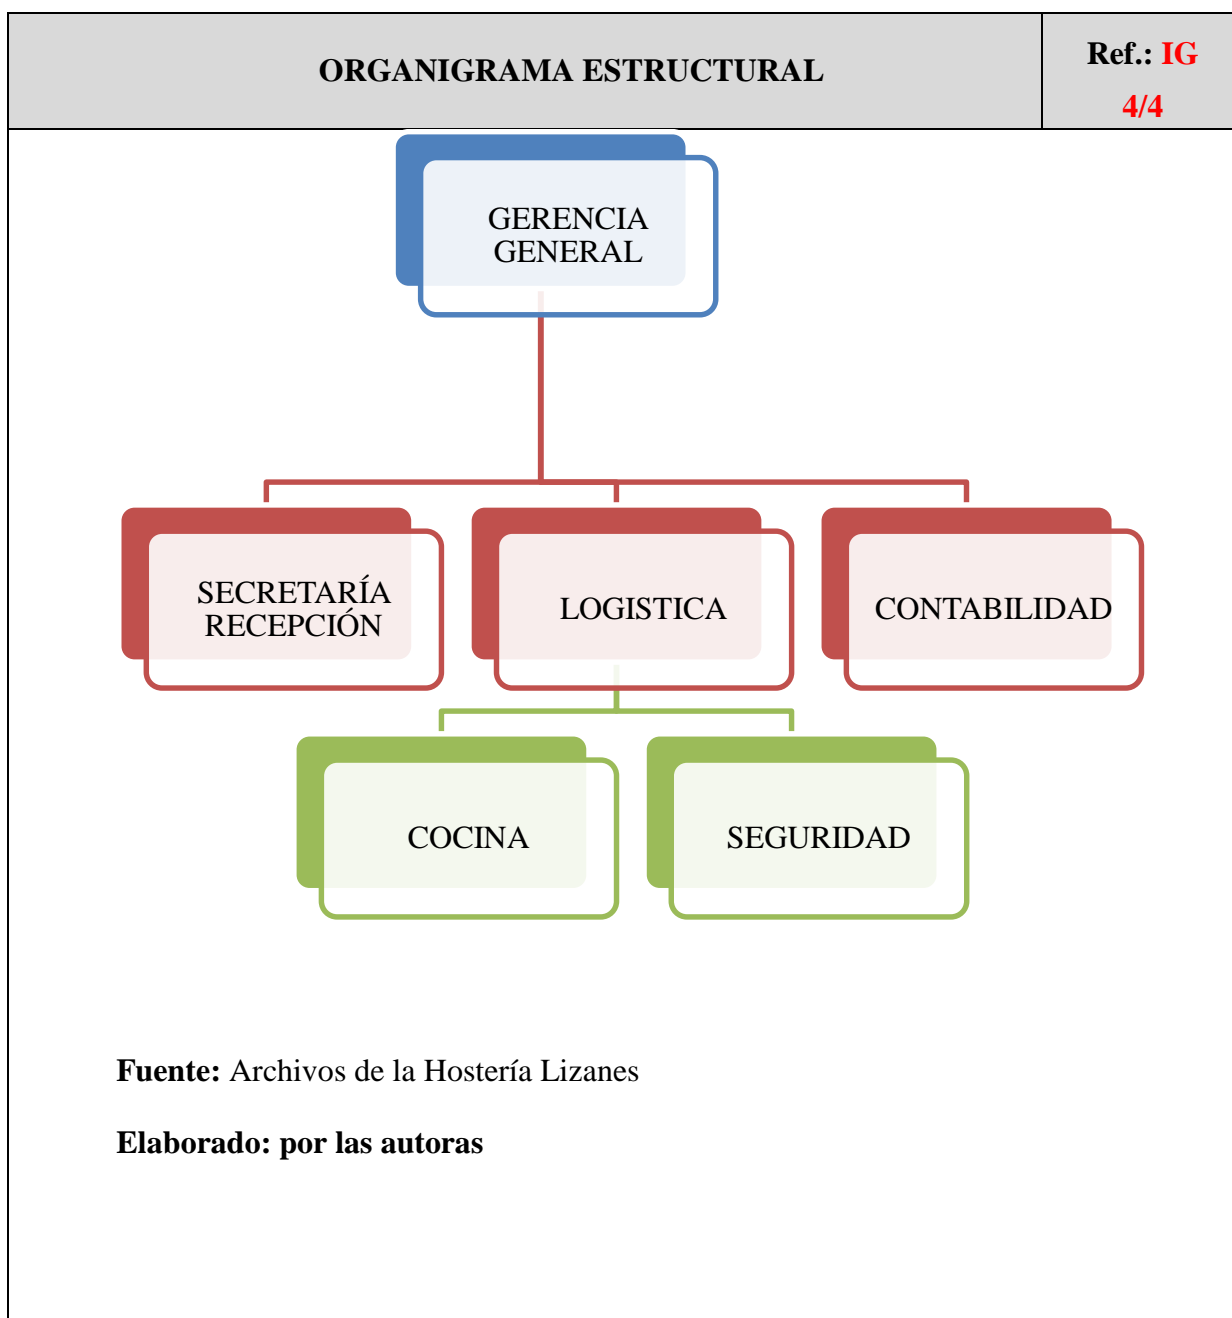 ORGANIGRAMA ESTRUCTURAL
Ref.: IG
4/4
GERENCIA
GENERAL
SECRETARÍA
RECEPCIÓN
LOGISTICA
CONTABILIDAD
COCINA
SEGURIDAD
Fuente: Archivos de la Hostería Lizanes
Elaborado: por las autoras